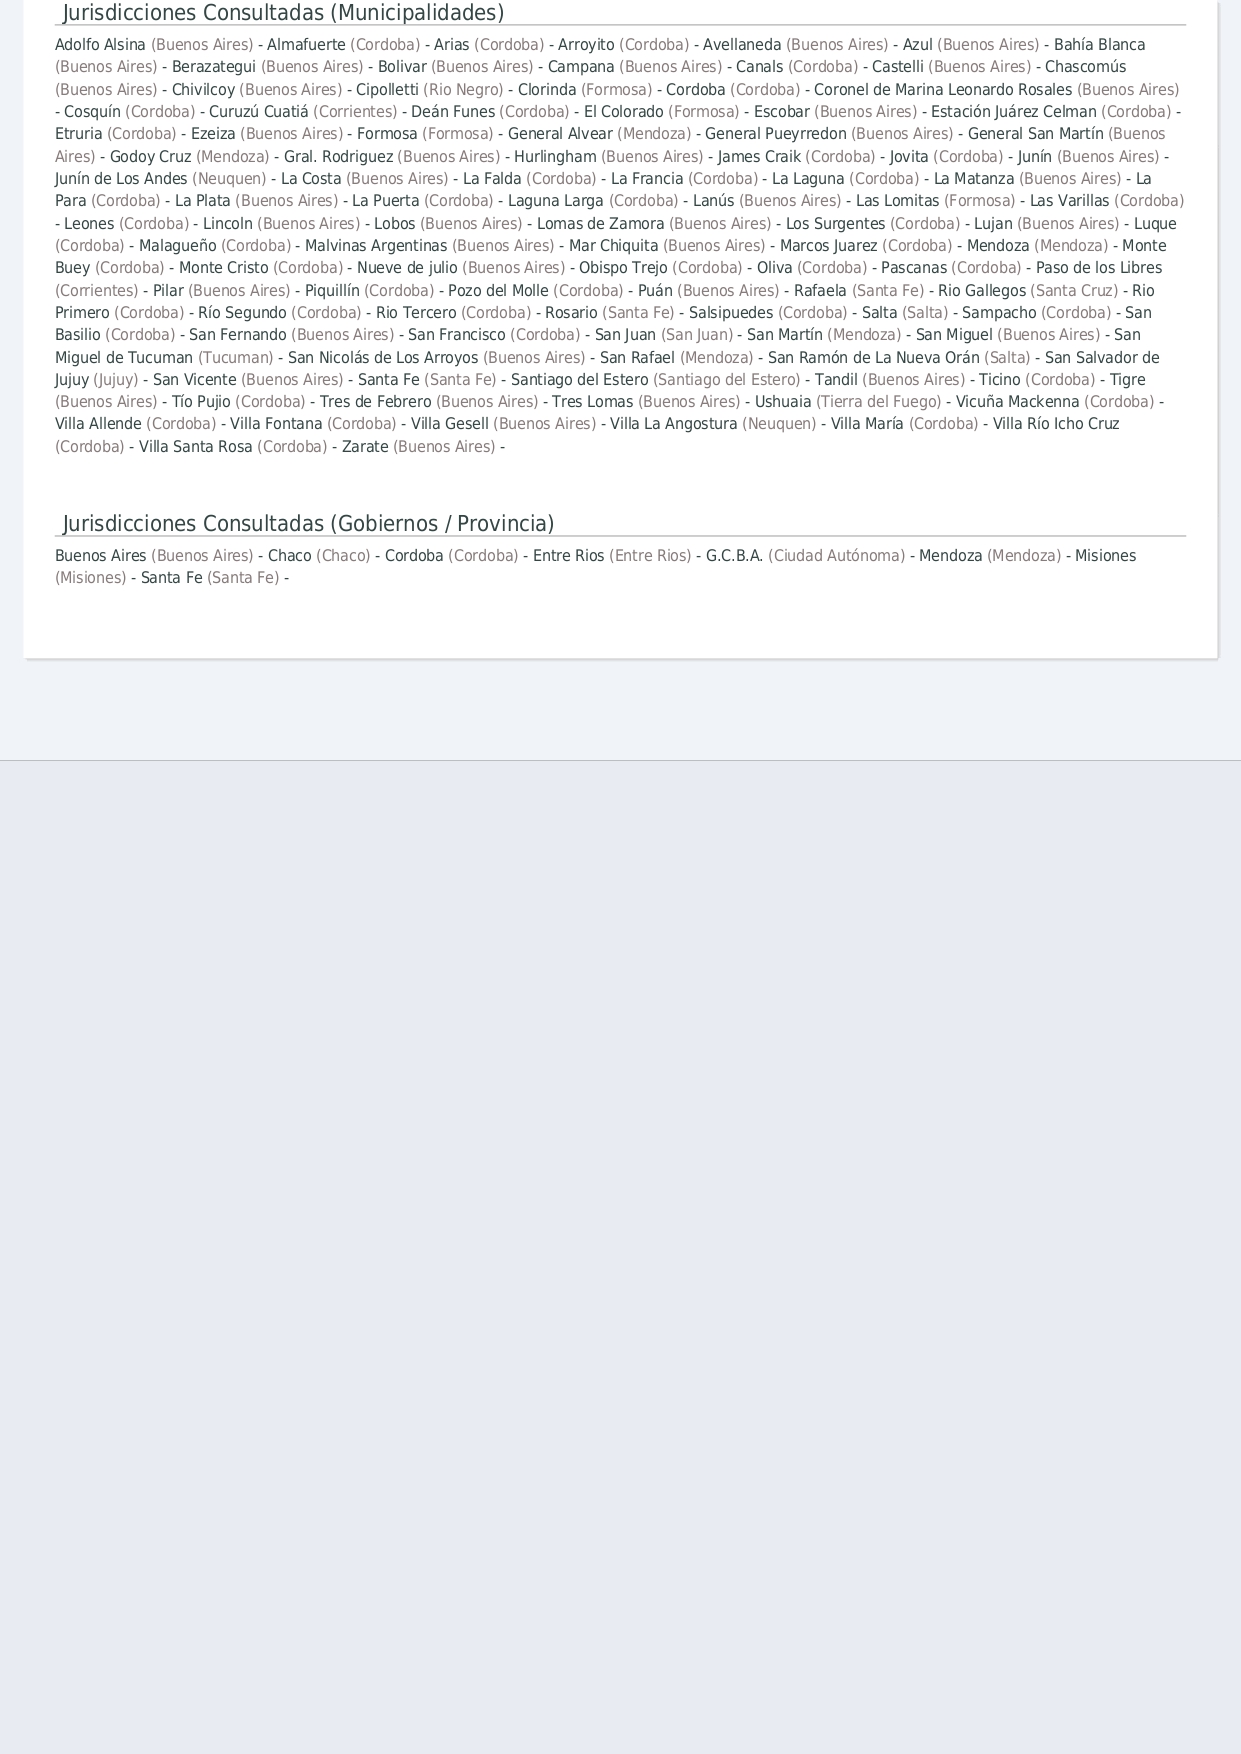 Jurisdicciones Consultadas (Municipalidades)
Adolfo Alsina (Buenos Aires) - Almafuerte (Cordoba) - Arias (Cordoba) - Arroyito (Cordoba) - Avellaneda (Buenos Aires) - Azul (Buenos Aires) - Bahía Blanca
(Buenos Aires) - Berazategui (Buenos Aires) - Bolivar (Buenos Aires) - Campana (Buenos Aires) - Canals (Cordoba) - Castelli (Buenos Aires) - Chascomús
(Buenos Aires) - Chivilcoy (Buenos Aires) - Cipolletti (Rio Negro) - Clorinda (Formosa) - Cordoba (Cordoba) - Coronel de Marina Leonardo Rosales (Buenos Aires)
- Cosquín (Cordoba) - Curuzú Cuatiá (Corrientes) - Deán Funes (Cordoba) - El Colorado (Formosa) - Escobar (Buenos Aires) - Estación Juárez Celman (Cordoba) -
Etruria (Cordoba) - Ezeiza (Buenos Aires) - Formosa (Formosa) - General Alvear (Mendoza) - General Pueyrredon (Buenos Aires) - General San Martín (Buenos
Aires) - Godoy Cruz (Mendoza) - Gral. Rodriguez (Buenos Aires) - Hurlingham (Buenos Aires) - James Craik (Cordoba) - Jovita (Cordoba) - Junín (Buenos Aires) -
Junín de Los Andes (Neuquen) - La Costa (Buenos Aires) - La Falda (Cordoba) - La Francia (Cordoba) - La Laguna (Cordoba) - La Matanza (Buenos Aires) - La
Para (Cordoba) - La Plata (Buenos Aires) - La Puerta (Cordoba) - Laguna Larga (Cordoba) - Lanús (Buenos Aires) - Las Lomitas (Formosa) - Las Varillas (Cordoba)
- Leones (Cordoba) - Lincoln (Buenos Aires) - Lobos (Buenos Aires) - Lomas de Zamora (Buenos Aires) - Los Surgentes (Cordoba) - Lujan (Buenos Aires) - Luque
(Cordoba) - Malagueño (Cordoba) - Malvinas Argentinas (Buenos Aires) - Mar Chiquita (Buenos Aires) - Marcos Juarez (Cordoba) - Mendoza (Mendoza) - Monte
Buey (Cordoba) - Monte Cristo (Cordoba) - Nueve de julio (Buenos Aires) - Obispo Trejo (Cordoba) - Oliva (Cordoba) - Pascanas (Cordoba) - Paso de los Libres
(Corrientes) - Pilar (Buenos Aires) - Piquillín (Cordoba) - Pozo del Molle (Cordoba) - Puán (Buenos Aires) - Rafaela (Santa Fe) - Rio Gallegos (Santa Cruz) - Rio
Primero (Cordoba) - Río Segundo (Cordoba) - Rio Tercero (Cordoba) - Rosario (Santa Fe) - Salsipuedes (Cordoba) - Salta (Salta) - Sampacho (Cordoba) - San
Basilio (Cordoba) - San Fernando (Buenos Aires) - San Francisco (Cordoba) - San Juan (San Juan) - San Martín (Mendoza) - San Miguel (Buenos Aires) - San
Miguel de Tucuman (Tucuman) - San Nicolás de Los Arroyos (Buenos Aires) - San Rafael (Mendoza) - San Ramón de La Nueva Orán (Salta) - San Salvador de
Jujuy (Jujuy) - San Vicente (Buenos Aires) - Santa Fe (Santa Fe) - Santiago del Estero (Santiago del Estero) - Tandil (Buenos Aires) - Ticino (Cordoba) - Tigre
(Buenos Aires) - Tío Pujio (Cordoba) - Tres de Febrero (Buenos Aires) - Tres Lomas (Buenos Aires) - Ushuaia (Tierra del Fuego) - Vicuña Mackenna (Cordoba) -
Villa Allende (Cordoba) - Villa Fontana (Cordoba) - Villa Gesell (Buenos Aires) - Villa La Angostura (Neuquen) - Villa María (Cordoba) - Villa Río Icho Cruz
(Cordoba) - Villa Santa Rosa (Cordoba) - Zarate (Buenos Aires) -
Jurisdicciones Consultadas (Gobiernos / Provincia)
Buenos Aires (Buenos Aires) - Chaco (Chaco) - Cordoba (Cordoba) - Entre Rios (Entre Rios) - G.C.B.A. (Ciudad Autónoma) - Mendoza (Mendoza) - Misiones
(Misiones) - Santa Fe (Santa Fe) -